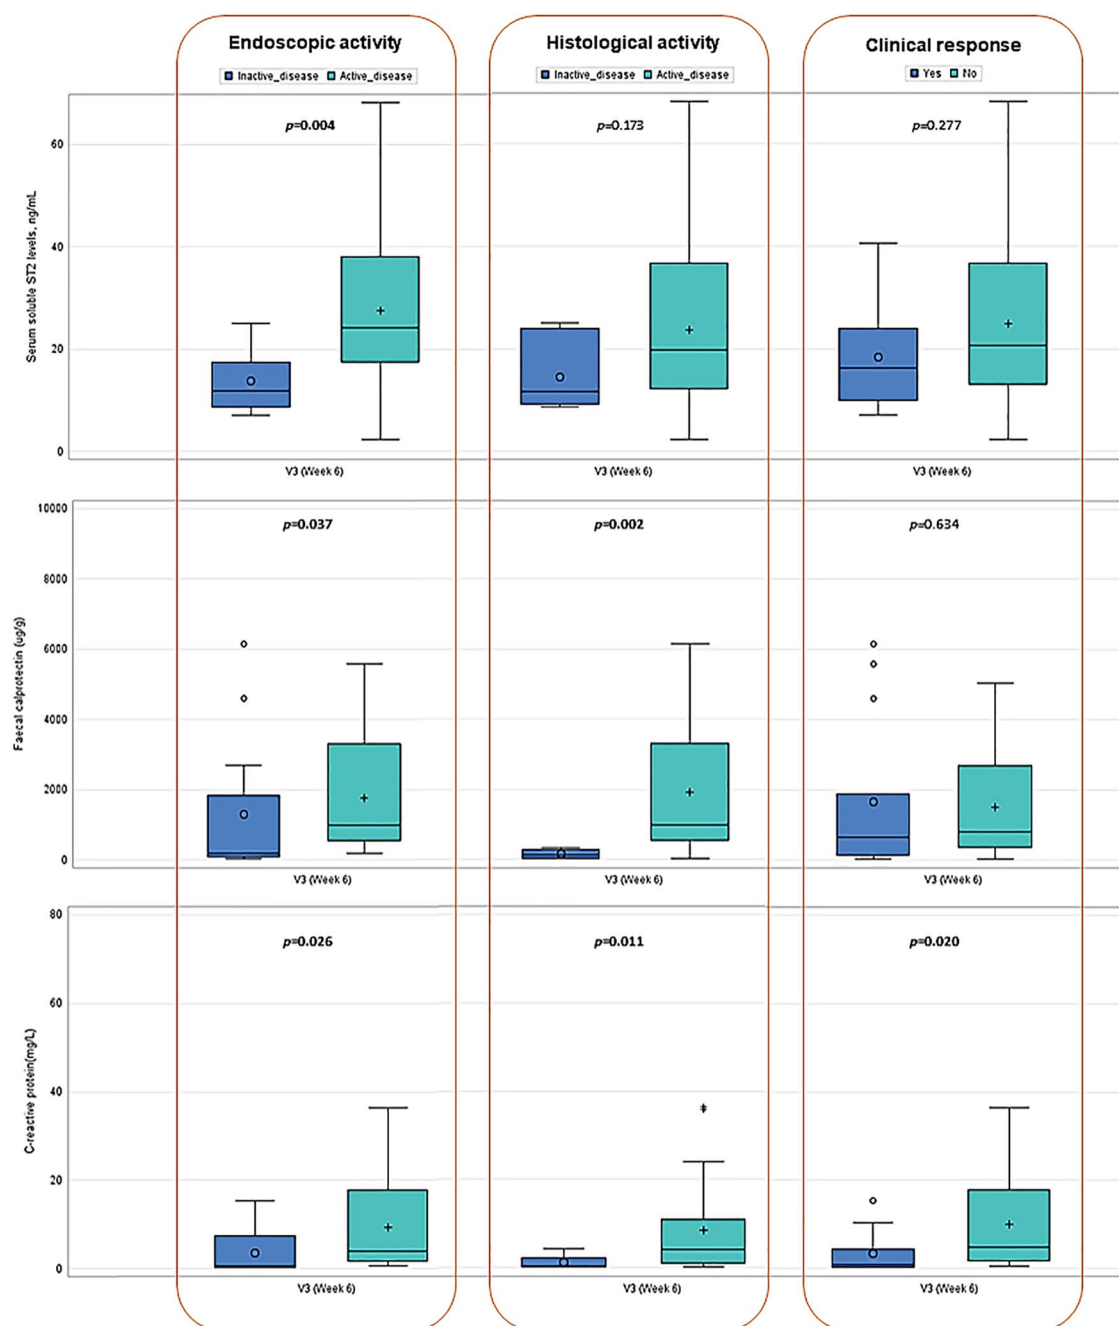 Endoscopic activity
Histological activity
Clinical response
Inactive_disease Active_disease
Inactive_disease Active_disease
Yes No
Serum soluble ST2 levels, ng/mL
60
40
20
0
p=0.004
p=0.173
p=0.277
V3 (Week 6)
V3 (Week 6)
V3 (Week 6)
Faecal calprotectin (ug/g)
10000
8000
6000
4000
2000
0
p=0.037
p=0.002
p=0.634
V3 (Week 6)
V3 (Week 6)
V3 (Week 6)
C-reactive protein(mg/L)
80
60
40
20
0
p=0.026
p=0.011
p=0.020
V3 (Week 6)
V3 (Week 6)
V3 (Week 6)